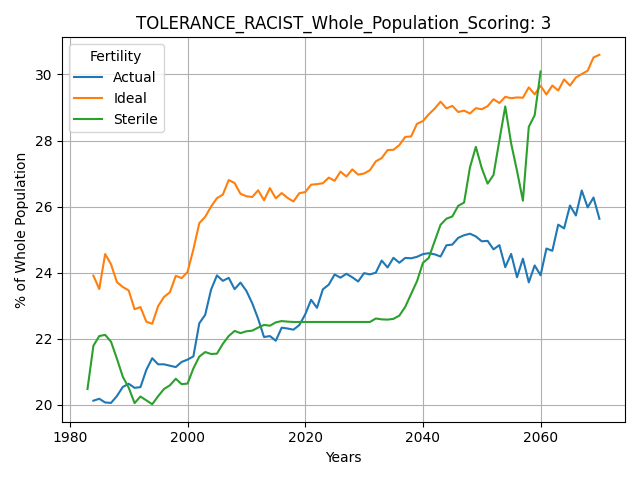 TOLERANCE_RACIST_Whole_Population_Scoring: 3
Fertility
Actual
Ideal
Sterile
% of Whole Population
30
28
26
24
22
20
1980
2000
2020
2040
2060
Years